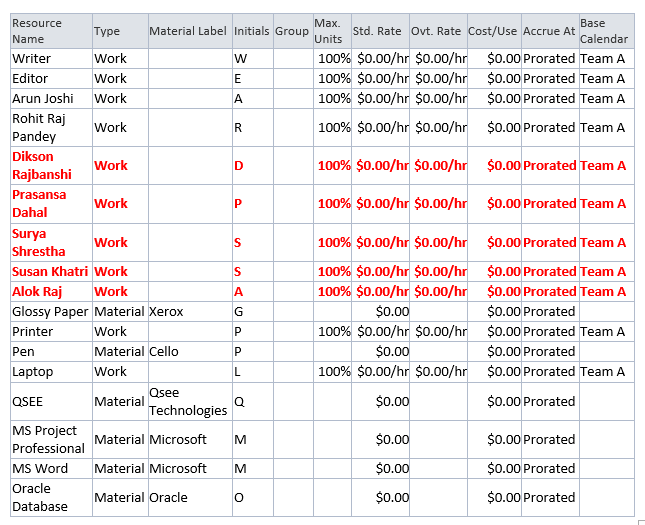 Resource Name Type Material Label Initials Group Max. Units Std. Rate Ovt. Rate Cost/Use Accrue At Base Calendar
Writer Work W 100% $0.00/hr $0.00/hr $0.00 Prorated Team A
Editor Work E 100% $0.00/hr $0.00/hr $0.00 Prorated Team A
Arun Joshi Work A 100% $0.00/hr $0.00/hr $0.00 Prorated Team A
Rohit Raj Pandey Work R 100% $0.00/hr $0.00/hr $0.00 Prorated Team A
Dikson Rajbanshi Work D 100% $0.00/hr $0.00/hr $0.00 Prorated Team A
Prasansa Dahal Work P 100% $0.00/hr $0.00/hr $0.00 Prorated Team A
Surya Shrestha Work S 100% $0.00/hr $0.00/hr $0.00 Prorated Team A
Susan Khatri Work S 100% $0.00/hr $0.00/hr $0.00 Prorated Team A
Alok Raj Work A 100% $0.00/hr $0.00/hr $0.00 Prorated Team A
Glossy Paper Material Xerox G $0.00 $0.00 Prorated
Printer Work P 100% $0.00/hr $0.00/hr $0.00 Prorated Team A
Pen Material Cello P $0.00 $0.00 Prorated
Laptop Work L 100% $0.00/hr $0.00/hr $0.00 Prorated Team A
QSEE Material Qsee Technologies Q $0.00 $0.00 Prorated
MS Project Professional Material Microsoft M $0.00 $0.00 Prorated
MS Word Material Microsoft M $0.00 $0.00 Prorated
Oracle Database Material Oracle O $0.00 $0.00 Prorated